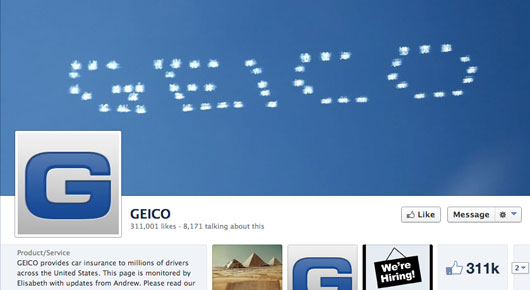 GEICO
G
GEICO
311,001 likes · 8,171 talking about this
Like
Message
Product/Service
GEICO provides car insurance to millions of drivers
across the United States. This page is monitored by
Elisabeth with updates from Andrew. Please read our
G
We're
Hiring!
311k
2